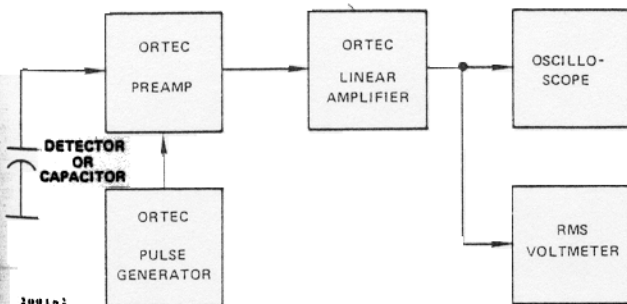 ORTEC
PREAMP
ORTEC
LINEAR
AMPLIFIER
OSCILLO-
SCOPE
DETECTOR
OR
CAPACITOR
ORTEC
PULSE
GENERATOR
RMS
VOLTMETER